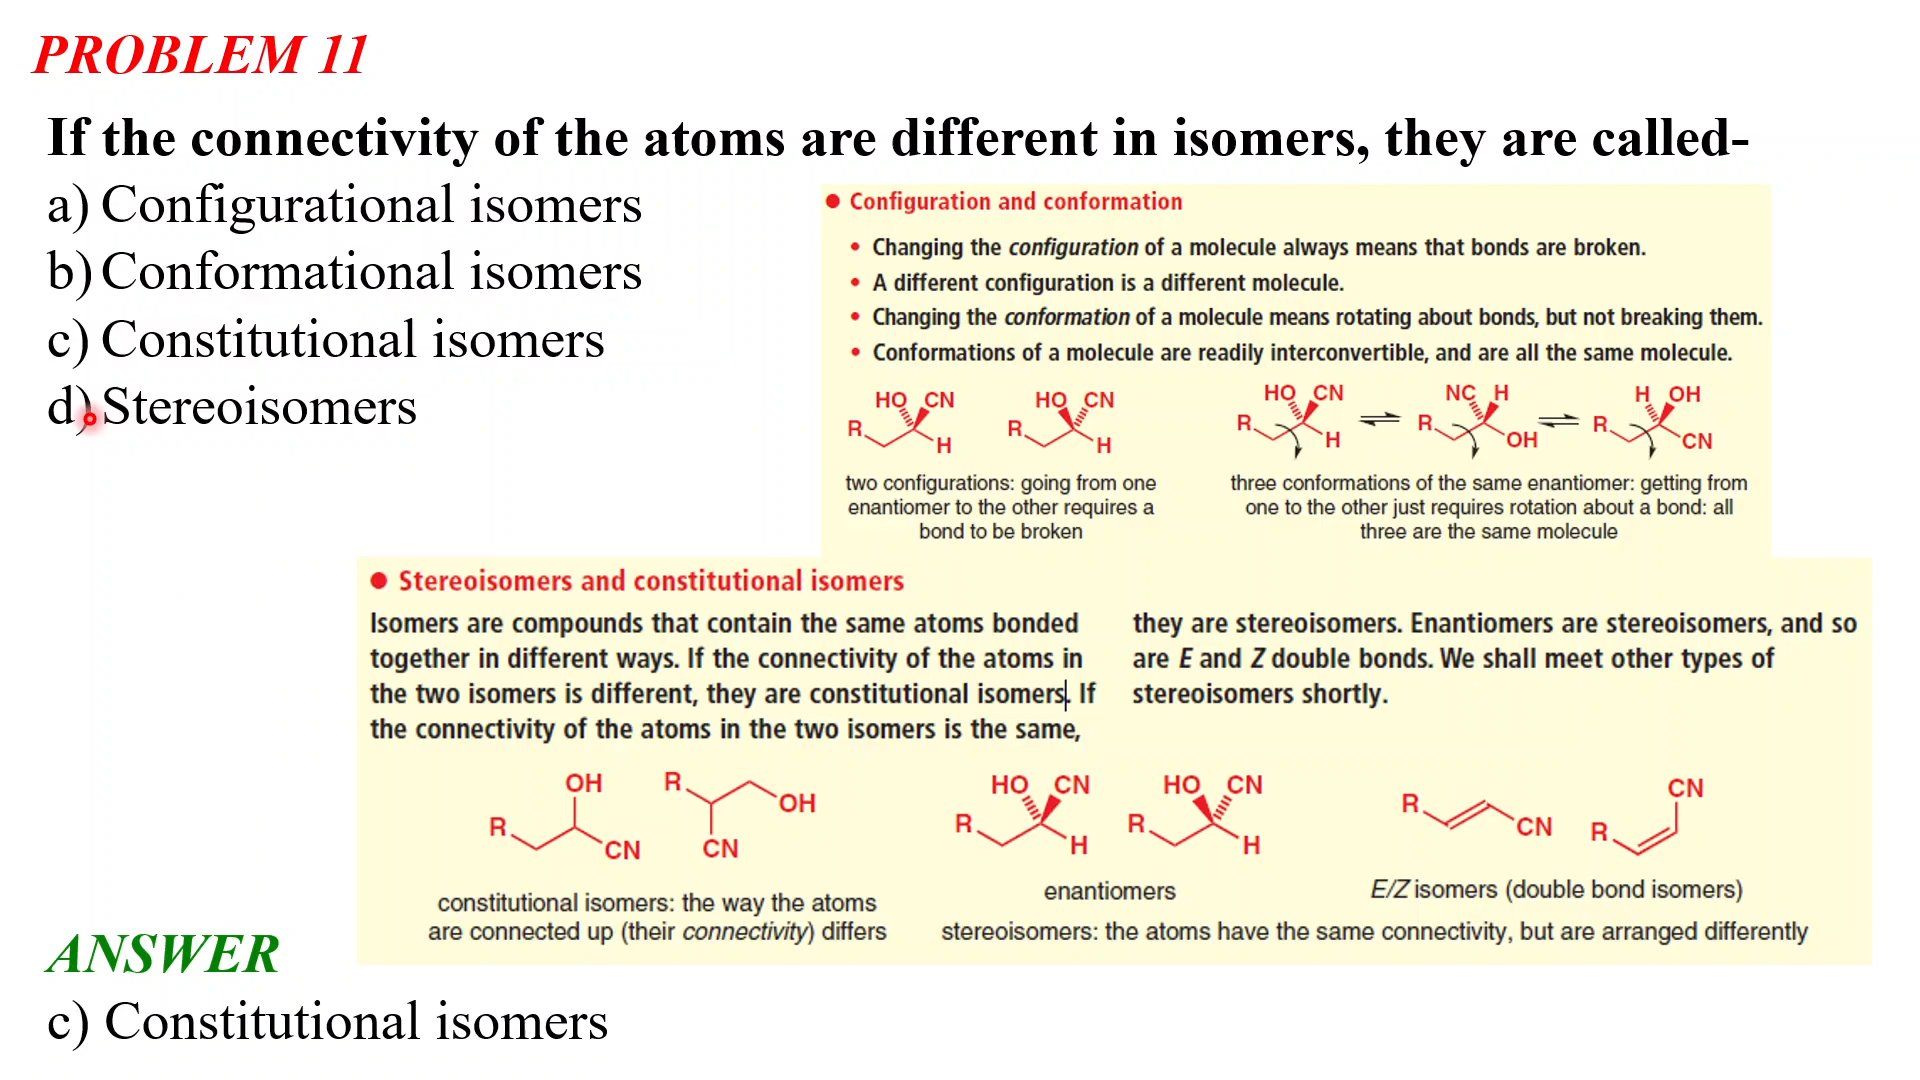 PROBLEM 11
If the connectivity of the atoms are different in isomers, they are called-
a) Configurational isomers
b) Conformational isomers
c) Constitutional isomers
d) Stereoisomers
● Configuration and conformation
• Changing the configuration of a molecule always means that bonds are broken.
• A different configuration is a different molecule.
• Changing the conformation of a molecule means rotating about bonds, but not breaking them.
• Conformations of a molecule are readily interconvertible, and are all the same molecule.
HO CN
R
H
HO CN
R
H
HO CN
R
H
NC H
R
OH
H OH
R
CN
two configurations: going from one
enantiomer to the other requires a
bond to be broken
three conformations of the same enantiomer: getting from
one to the other just requires rotation about a bond: all
three are the same molecule
● Stereoisomers and constitutional isomers
Isomers are compounds that contain the same atoms bonded
together in different ways. If the connectivity of the atoms in
the two isomers is different, they are constitutional isomers. If
the connectivity of the atoms in the two isomers is the same,
they are stereoisomers. Enantiomers are stereoisomers, and so
are E and Z double bonds. We shall meet other types of
stereoisomers shortly.
OH
R
CN
R
OH
CN
HO CN
R
H
HO CN
R
H
R
CN
CN
R
constitutional isomers: the way the atoms
are connected up (their connectivity) differs
enantiomers
E/Z isomers (double bond isomers)
stereoisomers: the atoms have the same connectivity, but are arranged differently
ANSWER
c) Constitutional isomers